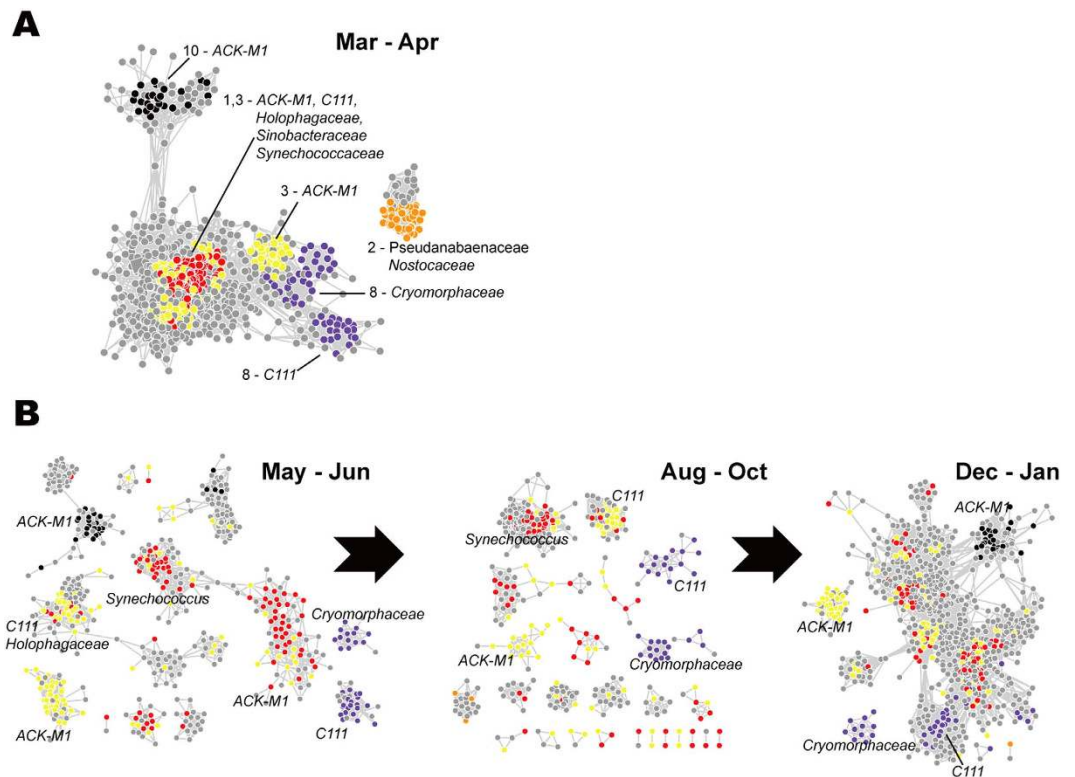 A
Mar - Apr
10 - ACK-M1
1,3 - ACK-M1, C111,
Holophagaceae,
Sinobacteraceae
Synechococcaceae
3 - ACK-M1
2 - Pseudanabaenaceae
Nostocaceae
8 - Cryomorphaceae
8 - C111
B
May - Jun
ACK-M1
Synechococcus
Cryomorphaceae
C111
Holophagaceae
ACK-M1
ACK-M1
C111
Aug - Oct
C111
Synechococcus
C111
ACK-M1
Cryomorphaceae
Dec - Jan
ACK-M1
ACK-M1
Cryomorphaceae
C111